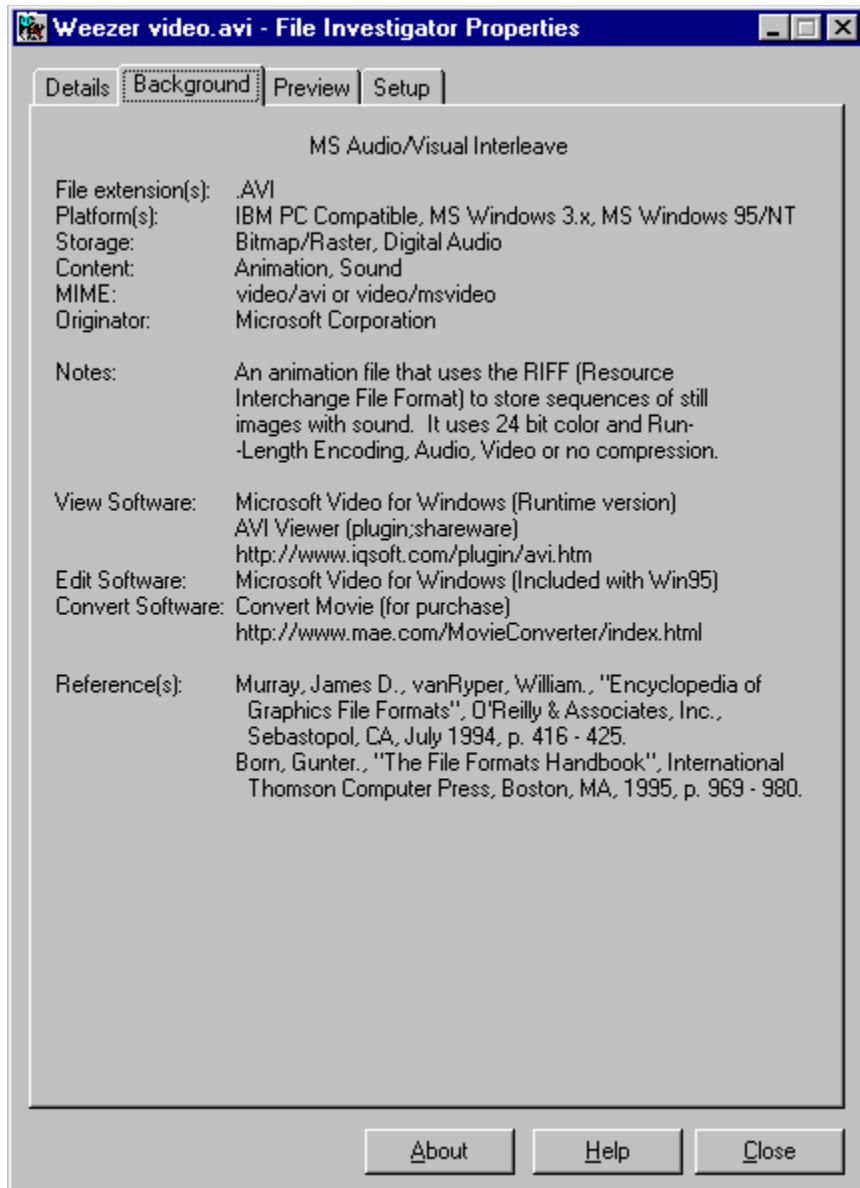 Weezer video.avi - File Investigator Properties
Details Background Preview Setup
MS Audio/Visual Interleave
File extension(s): .AVI
Platform(s): IBM PC Compatible, MS Windows 3.x, MS Windows 95/NT
Storage: Bitmap/Raster, Digital Audio
Content: Animation, Sound
MIME: video/avi or video/msvideo
Originator: Microsoft Corporation
Notes: An animation file that uses the RIFF (Resource
Interchange File Format) to store sequences of still
images with sound.  It uses 24 bit color and Run-
-Length Encoding, Audio, Video or no compression.
View Software: Microsoft Video for Windows (Runtime version)
AVI Viewer (plugin;shareware)
http://www.iqsoft.com/plugin/avi.htm
Edit Software: Microsoft Video for Windows (Included with Win95)
Convert Software: Convert Movie (for purchase)
http://www.mae.com/MovieConverter/index.html
Reference(s): Murray, James D., vanRyper, William., "Encyclopedia of
Graphics File Formats", O'Reilly & Associates, Inc.,
Sebastopol, CA, July 1994, p. 416 - 425.
Born, Gunter., "The File Formats Handbook", International
Thomson Computer Press, Boston, MA, 1995, p. 969 - 980.
About Help Close